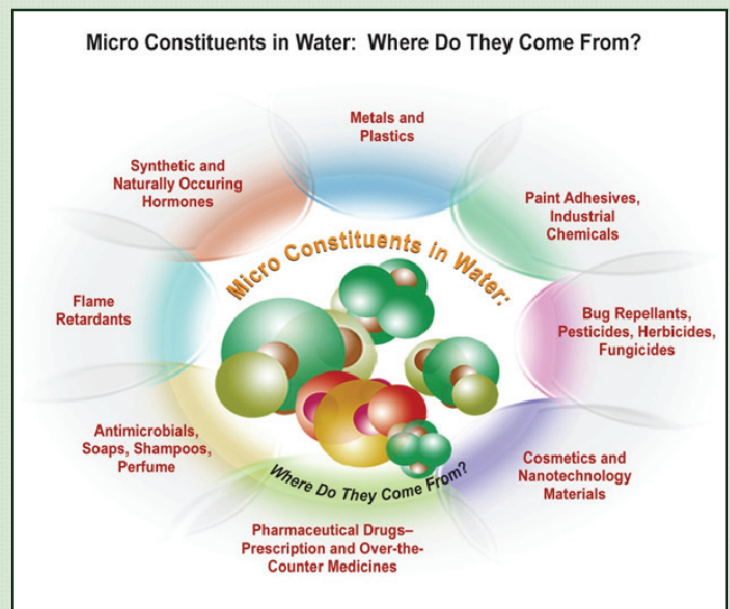 Micro Constituents in Water: Where Do They Come From?
Metals and
Plastics
Synthetic and
Naturally Occuring
Hormones
Paint Adhesives,
Industrial
Chemicals
Micro Constituents in Water:
Flame
Retardants
Bug Repellants,
Pesticides, Herbicides,
Fungicides
Antimicrobials,
Soaps, Shampoos,
Perfume
Cosmetics and
Nanotechnology
Materials
Where Do They Come From?
Pharmaceutical Drugs–
Prescription and Over-the-
Counter Medicines